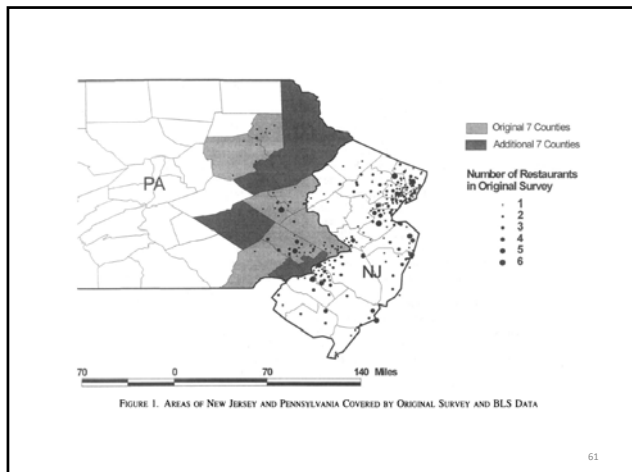 PA
NJ
Original 7 Counties
Additional 7 Counties
Number of Restaurants
in Original Survey
1
2
3
4
5
6
70 0 70 140 Miles
FIGURE 1. AREAS OF NEW JERSEY AND PENNSYLVANIA COVERED BY ORIGINAL SURVEY AND BLS DATA
61